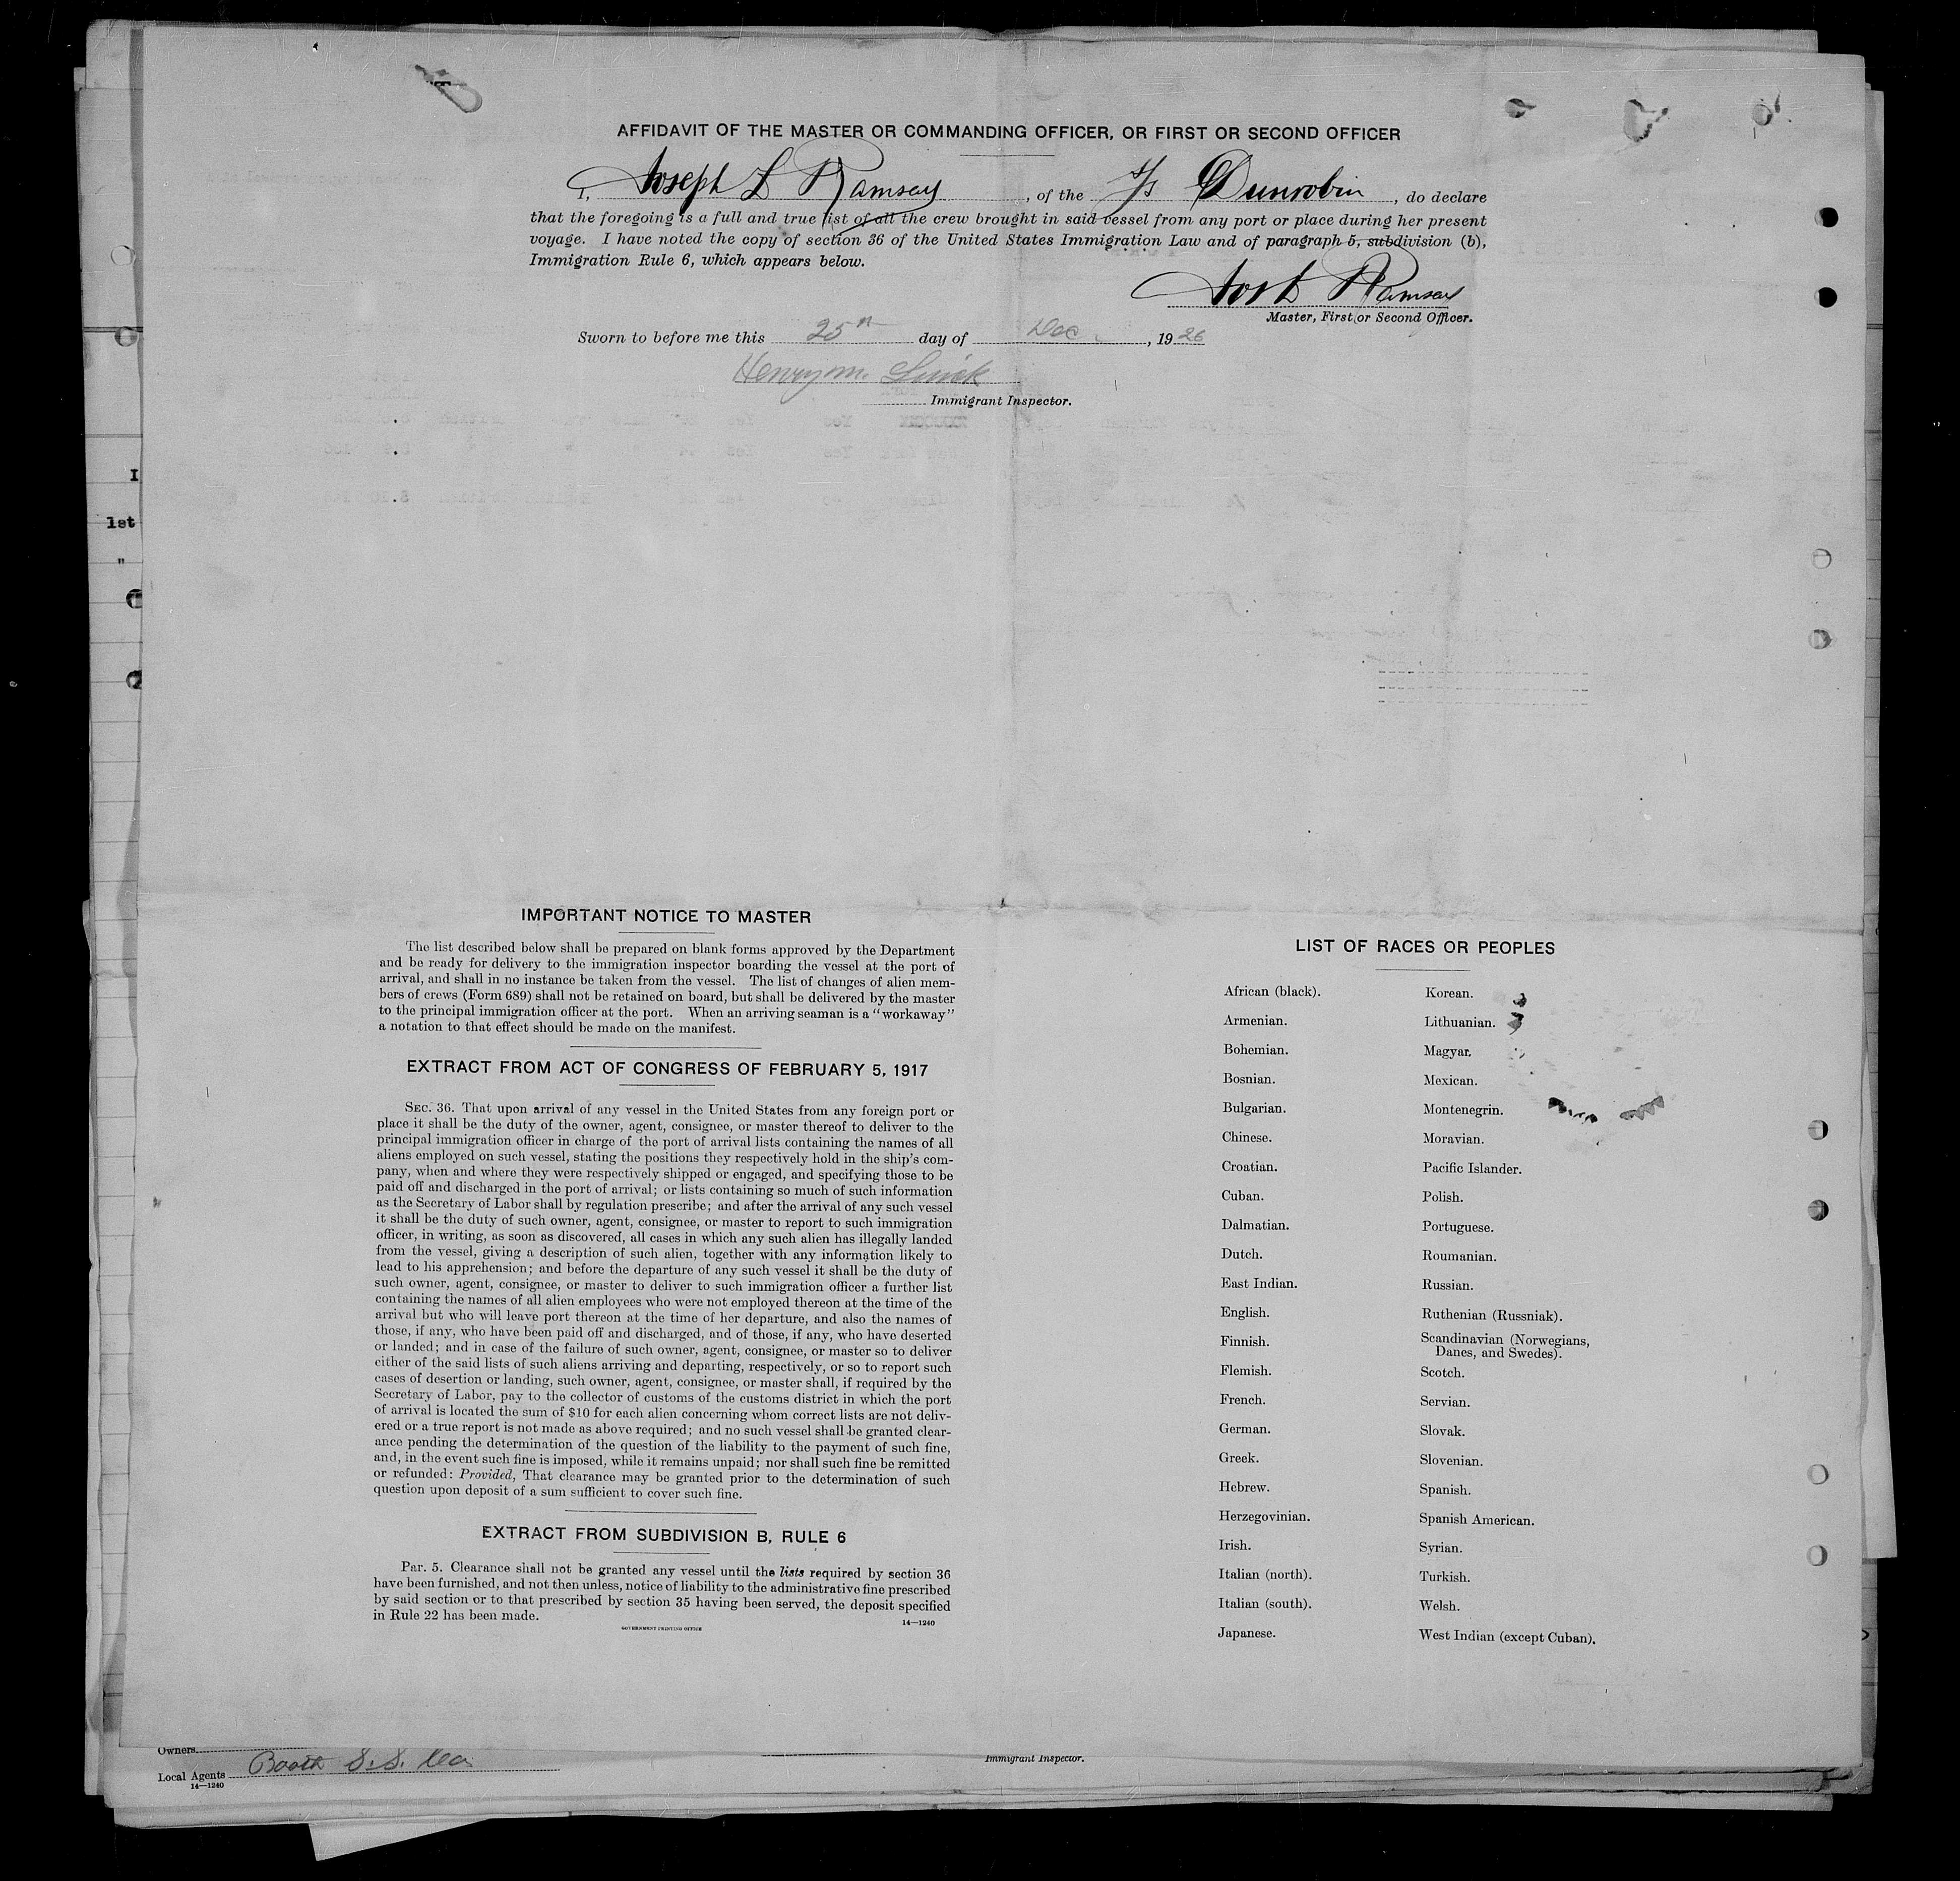 AFFIDAVIT OF THE MASTER OR COMMANDING OFFICER, OR FIRST OR SECOND OFFICER
I, Joseph L Ramsay, of the S/S Dunrobin, do declare
that the foregoing is a full and true list of all the crew brought in said vessel from any port or place during her present
voyage. I have noted the copy of section 36 of the United States Immigration Law and of paragraph 5, subdivision (b),
Immigration Rule 6, which appears below.
Jos L Ramsay
Master, First or Second Officer.
Sworn to before me this 25th day of Dec., 1926
Henry M.
Immigrant Inspector.
I
1st
"
IMPORTANT NOTICE TO MASTER
The list described below shall be prepared on blank forms approved by the Department
and be ready for delivery to the immigration inspector boarding the vessel at the port of
arrival, and shall in no instance be taken from the vessel. The list of changes of alien mem-
bers of crews (Form 689) shall not be retained on board, but shall be delivered by the master
to the principal immigration officer at the port. When an arriving seaman is a "workaway"
a notation to that effect should be made on the manifest.
EXTRACT FROM ACT OF CONGRESS OF FEBRUARY 5, 1917
SEC. 36. That upon arrival of any vessel in the United States from any foreign port or
place it shall be the duty of the owner, agent, consignee, or master thereof to deliver to the
principal immigration officer in charge of the port of arrival lists containing the names of all
aliens employed on such vessel, stating the positions they respectively hold in the ship's com-
pany, when and where they were respectively shipped or engaged, and specifying those to be
paid off and discharged in the port of arrival; or lists containing so much of such information
as the Secretary of Labor shall by regulation prescribe; and after the arrival of any such vessel
it shall be the duty of such owner, agent, consignee, or master to report to such immigration
officer, in writing, as soon as discovered, all cases in which any such alien has illegally landed
from the vessel, giving a description of such alien, together with any information likely to
lead to his apprehension; and before the departure of any such vessel it shall be the duty of
such owner, agent, consignee, or master to deliver to such immigration officer a further list
containing the names of all alien employees who were not employed thereon at the time of the
arrival but who will leave port thereon at the time of her departure, and also the names of
those, if any, who have been paid off and discharged, and of those, if any, who have deserted
or landed; and in case of the failure of such owner, agent, consignee, or master so to deliver
either of the said lists of such aliens arriving and departing, respectively, or so to report such
cases of desertion or landing, such owner, agent, consignee, or master shall, if required by the
Secretary of Labor, pay to the collector of customs of the customs district in which the port
of arrival is located the sum of $10 for each alien concerning whom correct lists are not deliv-
ered or a true report is not made as above required; and no such vessel shall be granted clear-
ance pending the determination of the question of the liability to the payment of such fine,
and, in the event such fine is imposed, while it remains unpaid; nor shall such fine be remitted
or refunded: Provided, That clearance may be granted prior to the determination of such
question upon deposit of a sum sufficient to cover such fine.
EXTRACT FROM SUBDIVISION B, RULE 6
Par. 5. Clearance shall not be granted any vessel until the lists required by section 36
have been furnished, and not then unless, notice of liability to the administrative fine prescribed
by said section or to that prescribed by section 35 having been served, the deposit specified
in Rule 22 has been made.
GOVERNMENT PRINTING OFFICE 14—1240
LIST OF RACES OR PEOPLES
African (black).
Armenian.
Bohemian.
Bosnian.
Bulgarian.
Chinese.
Croatian.
Cuban.
Dalmatian.
Dutch.
East Indian.
English.
Finnish.
Flemish.
French.
German.
Greek.
Hebrew.
Herzegovinian.
Irish.
Italian (north).
Italian (south).
Japanese.
Korean.
Lithuanian.
Magyar.
Mexican.
Montenegrin.
Moravian.
Pacific Islander.
Polish.
Portuguese.
Roumanian.
Russian.
Ruthenian (Russniak).
Scandinavian (Norwegians,
Danes, and Swedes).
Scotch.
Servian.
Slovak.
Slovenian.
Spanish.
Spanish American.
Syrian.
Turkish.
Welsh.
West Indian (except Cuban).
Owners
Local Agents Booth S.S. Co.
14—1240
Immigrant Inspector.